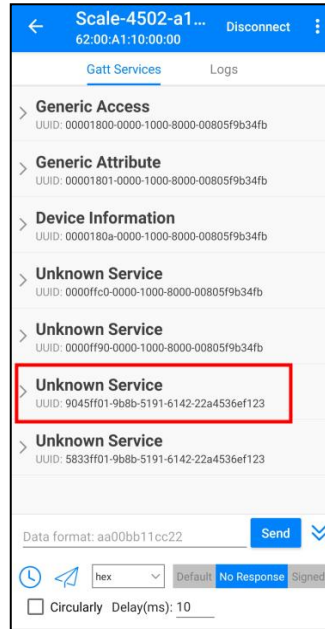 Scale-4502-a1...
62:00:A1:10:00:00
Disconnect
Gatt Services
Logs
Generic Access
UUID: 00001800-0000-1000-8000-00805f9b34fb
Generic Attribute
UUID: 00001801-0000-1000-8000-00805f9b34fb
Device Information
UUID: 0000180a-0000-1000-8000-00805f9b34fb
Unknown Service
UUID: 0000ffc0-0000-1000-8000-00805f9b34fb
Unknown Service
UUID: 0000ff90-0000-1000-8000-00805f9b34fb
Unknown Service
UUID: 9045ff01-9b8b-5191-6142-22a4536ef123
Unknown Service
UUID: 5833ff01-9b8b-5191-6142-22a4536ef123
Data format: aa00bb11cc22
Send
hex
Default
No Response
Signed
Circularly Delay(ms): 10